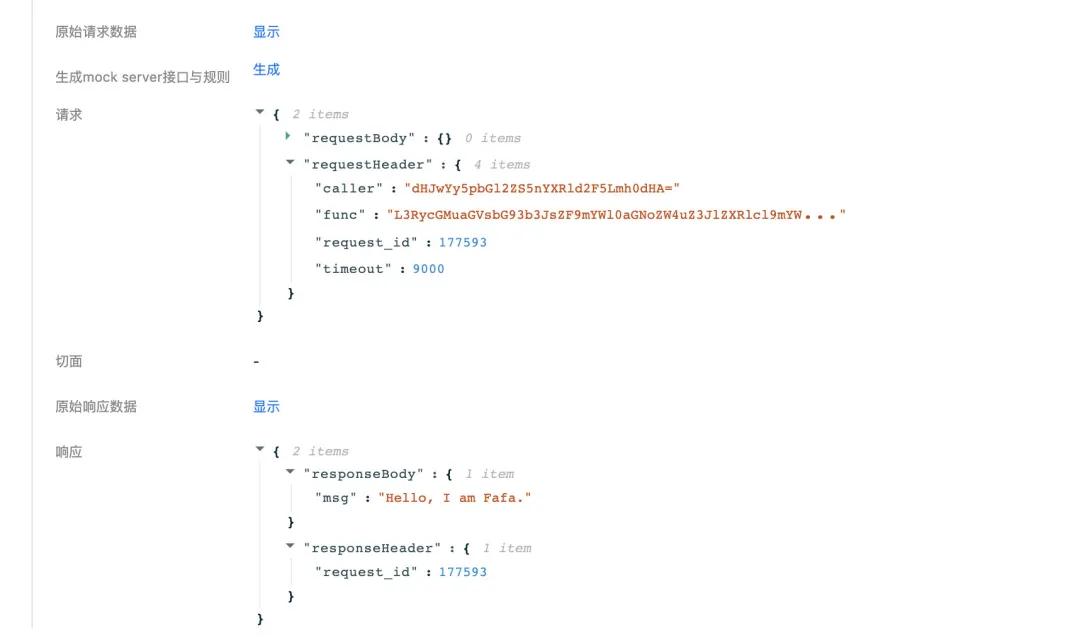 原始请求数据 显示
生成mock server接口与规则 生成
请求 { 2 items
"requestBody" : {} 0 items
"requestHeader" : { 4 items
"caller" : "dHJwYy5pbGl2ZS5nYXRld2F5Lmh0dHA="
"func" : "L3RycGMuaGVsbG93b3JsZF9mYWl0aGNoZW4uZ3JlZXRlcl9mYW..."
"request_id" : 177593
"timeout" : 9000
}
}
切面 -
原始响应数据 显示
响应 { 2 items
"responseBody" : { 1 item
"msg" : "Hello, I am Fafa."
}
"responseHeader" : { 1 item
"request_id" : 177593
}
}